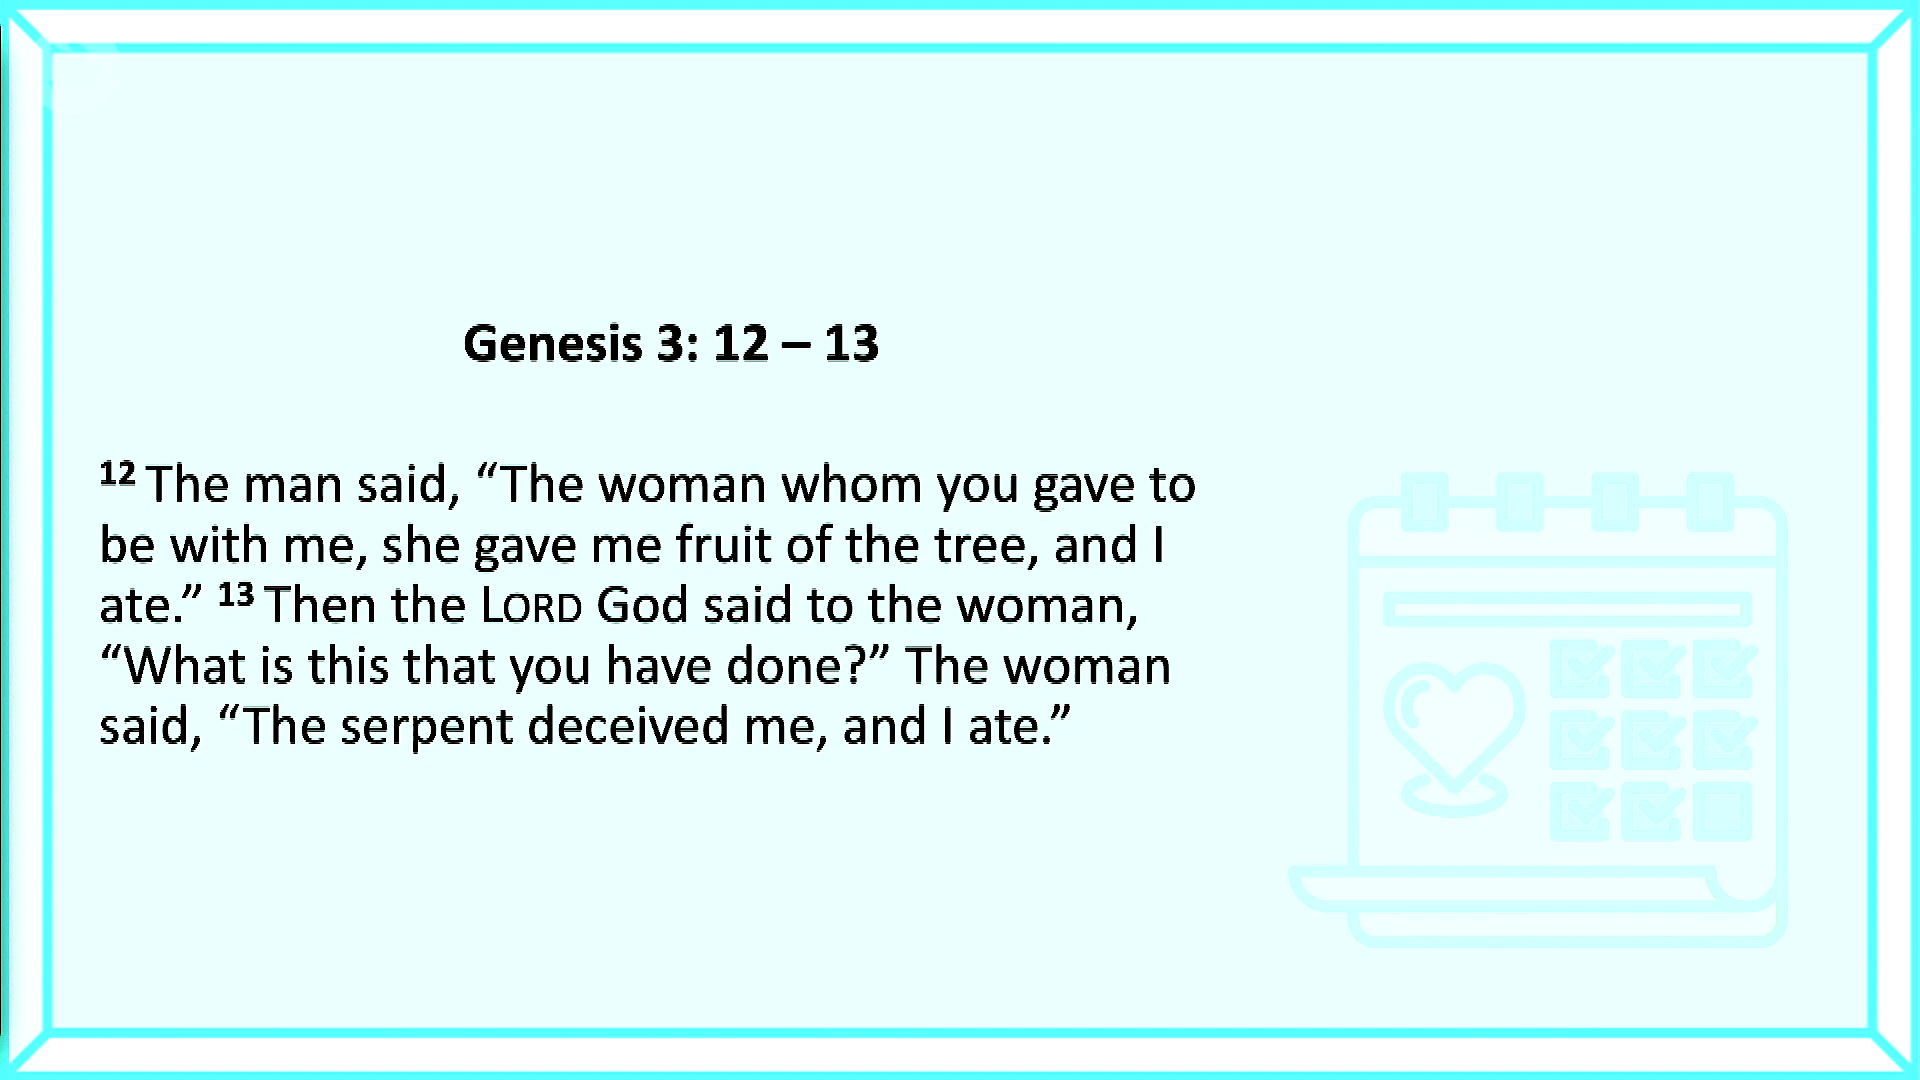 Genesis 3: 12 – 13
12 The man said, “The woman whom you gave to
be with me, she gave me fruit of the tree, and I
ate.” 13 Then the LORD God said to the woman,
“What is this that you have done?” The woman
said, “The serpent deceived me, and I ate.”